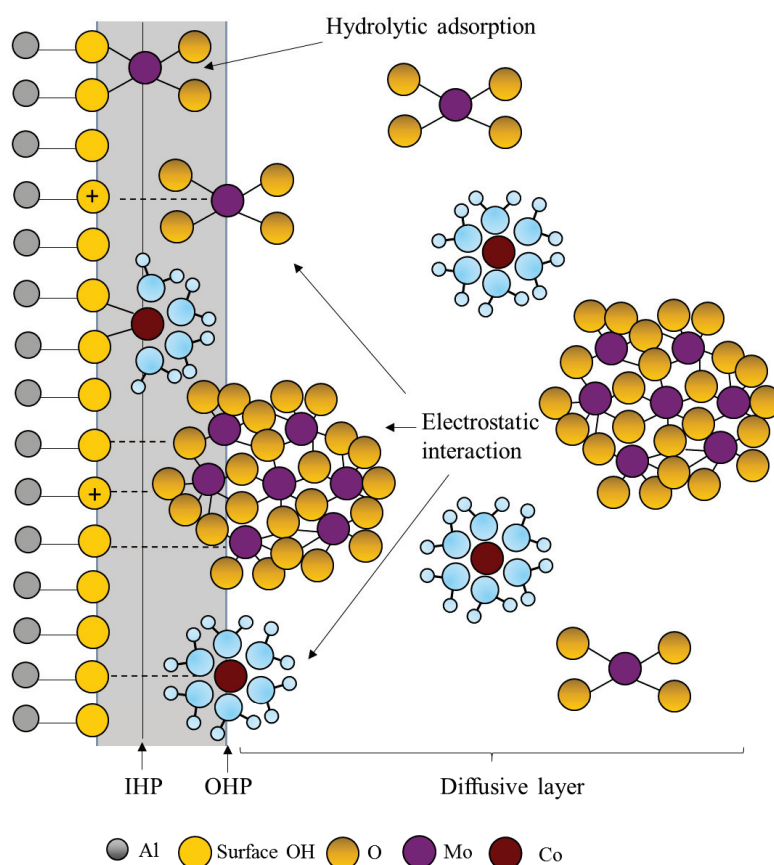 Hydrolytic adsorption
+
Electrostatic
interaction
+
IHP
OHP
Diffusive layer
Al
Surface OH
O
Mo
Co